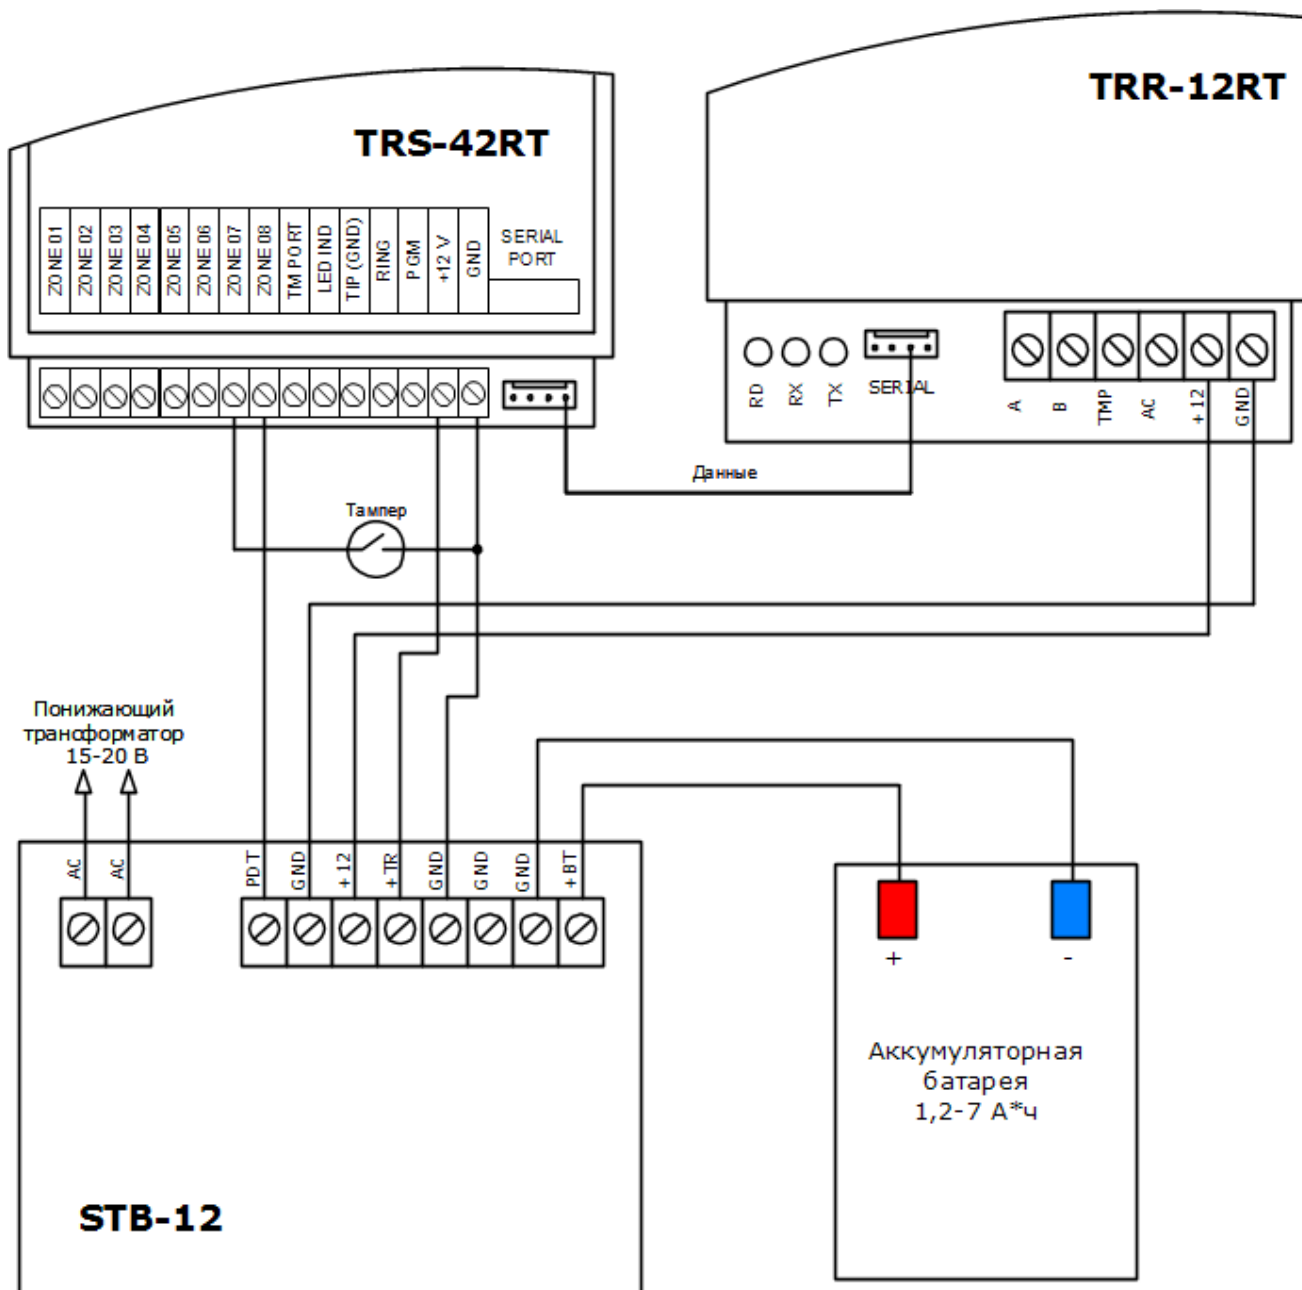 TRS-42RT
TRR-12RT
ZONE 01
ZONE 02
ZONE 03
ZONE 04
ZONE 05
ZONE 06
ZONE 07
ZONE 08
TM PORT
LED IND
TIP (GND)
RING
PGM
+12 V
GND
SERIAL
PORT
RD
RX
TX
SERIAL
A
B
TMP
AC
+12
GND
Данные
Тампер
Понижающий
трансформатор
15-20 В
AC
AC
PDT
GND
+12
+TR
GND
GND
GND
+BT
+
-
Аккумуляторная
батарея
1,2-7 А*ч
STB-12